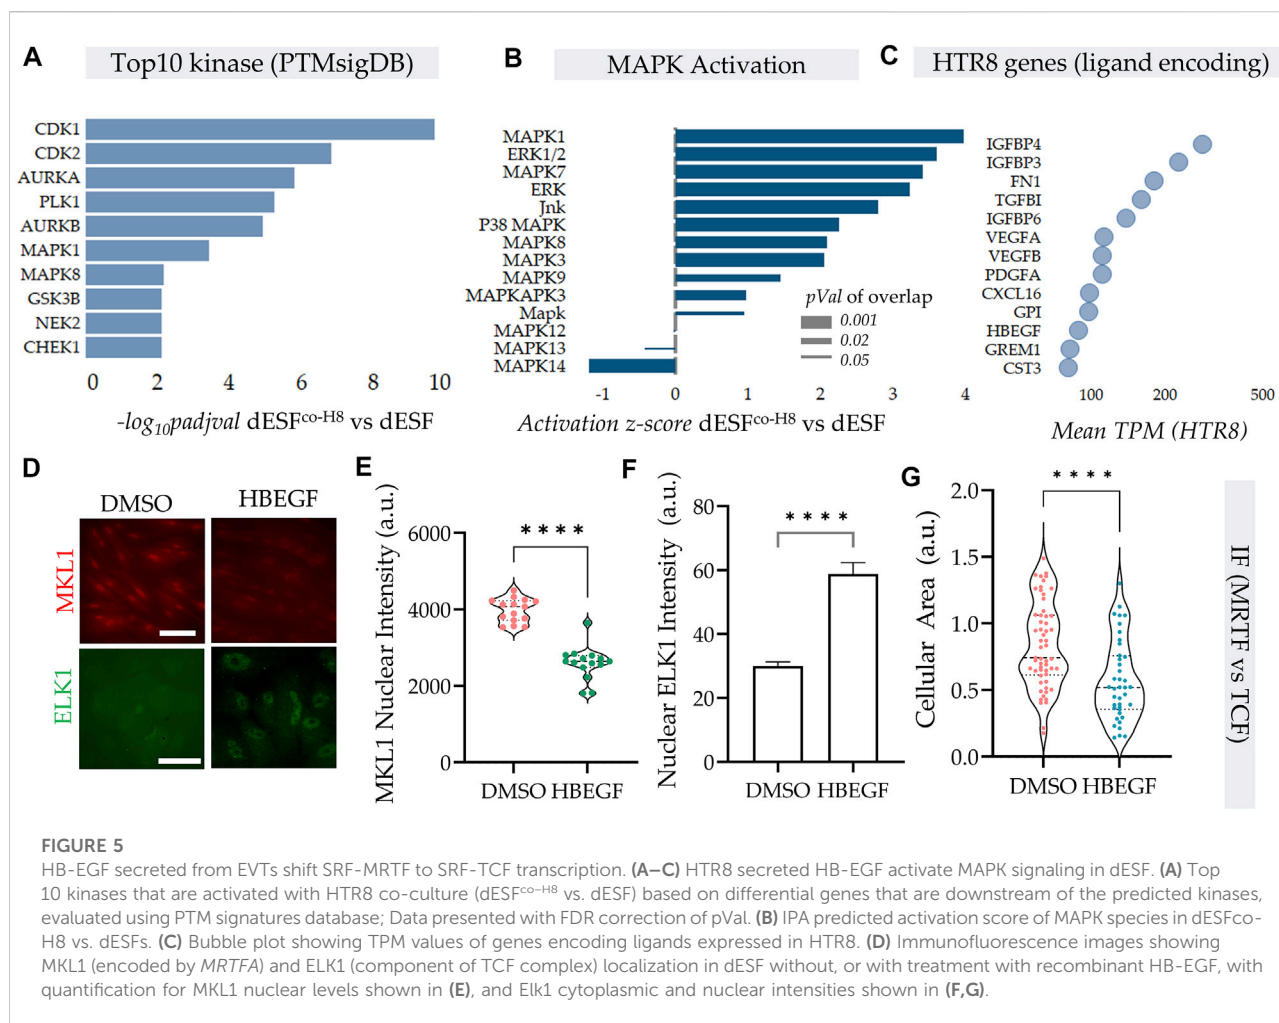 A
Top10 kinase (PTMsigDB)
CDK1
CDK2
AURKA
PLK1
AURKB
MAPK1
MAPK8
GSK3B
NEK2
CHEK1
0 2 4 6 8 10
-log10padjval dESFco-H8 vs dESF
B
MAPK Activation
MAPK1
ERK1/2
MAPK7
ERK
Jnk
P38 MAPK
MAPK8
MAPK3
MAPK9
MAPKAPK3
Mapk
MAPK12
MAPK13
MAPK14
pVal of overlap
0.001
0.02
0.05
-1 0 1 2 3 4
Activation z-score dESFco-H8 vs dESF
C
HTR8 genes (ligand encoding)
IGFBP4
IGFBP3
FN1
TGFBI
IGFBP6
VEGFA
VEGFB
PDGFA
CXCL16
GPI
HBEGF
GREM1
CST3
100 200 500
Mean TPM (HTR8)
D
DMSO HBEGF
MKL1
ELK1
E
MKL1 Nuclear Intensity (a.u.)
6000
4000
2000
0
****
DMSO HBEGF
F
Nuclear ELK1 Intensity (a.u.)
80
60
40
20
0
****
DMSO HBEGF
G
Cellular Area (a.u.)
2.0
1.5
1.0
0.5
0.0
****
DMSO HBEGF
IF (MRTF vs TCF)
FIGURE 5
HB-EGF secreted from EVTs shift SRF-MRTF to SRF-TCF transcription. (A–C) HTR8 secreted HB-EGF activate MAPK signaling in dESF. (A) Top
10 kinases that are activated with HTR8 co-culture (dESFco–H8 vs. dESF) based on differential genes that are downstream of the predicted kinases,
evaluated using PTM signatures database; Data presented with FDR correction of pVal. (B) IPA predicted activation score of MAPK species in dESFco-
H8 vs. dESFs. (C) Bubble plot showing TPM values of genes encoding ligands expressed in HTR8. (D) Immunofluorescence images showing
MKL1 (encoded by MRTFA) and ELK1 (component of TCF complex) localization in dESF without, or with treatment with recombinant HB-EGF, with
quantification for MKL1 nuclear levels shown in (E), and Elk1 cytoplasmic and nuclear intensities shown in (F,G).